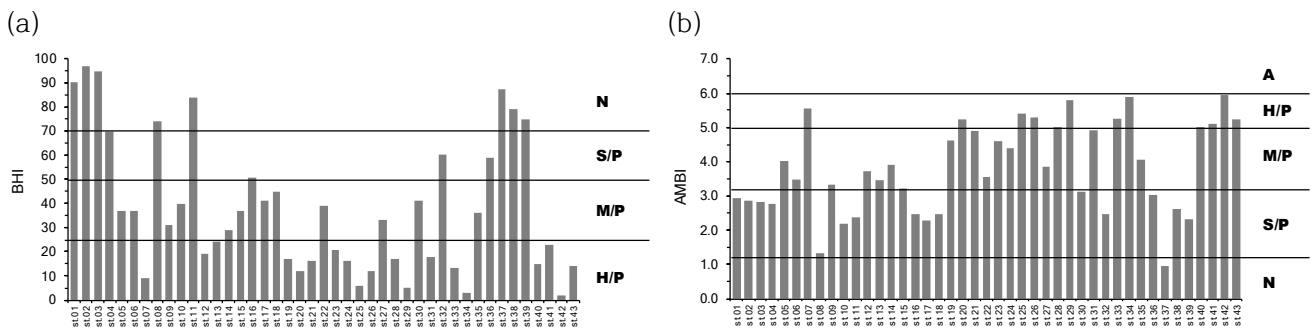 (a)
BHI
100
90
80
70
60
50
40
30
20
10
0
N
S/P
M/P
H/P
st.01
st.02
st.03
st.04
st.05
st.06
st.07
st.08
st.09
st.10
st.11
st.12
st.13
st.14
st.15
st.16
st.17
st.18
st.19
st.20
st.21
st.22
st.23
st.24
st.25
st.26
st.27
st.28
st.29
st.30
st.31
st.32
st.33
st.34
st.35
st.36
st.37
st.38
st.39
st.40
st.41
st.42
st.43
(b)
AMBI
7.0
6.0
5.0
4.0
3.0
2.0
1.0
0.0
A
H/P
M/P
S/P
N
st.01
st.02
st.03
st.04
st.05
st.06
st.07
st.08
st.09
st.10
st.11
st.12
st.13
st.14
st.15
st.16
st.17
st.18
st.19
st.20
st.21
st.22
st.23
st.24
st.25
st.26
st.27
st.28
st.29
st.30
st.31
st.32
st.33
st.34
st.35
st.36
st.37
st.38
st.39
st.40
st.41
st.42
st.43